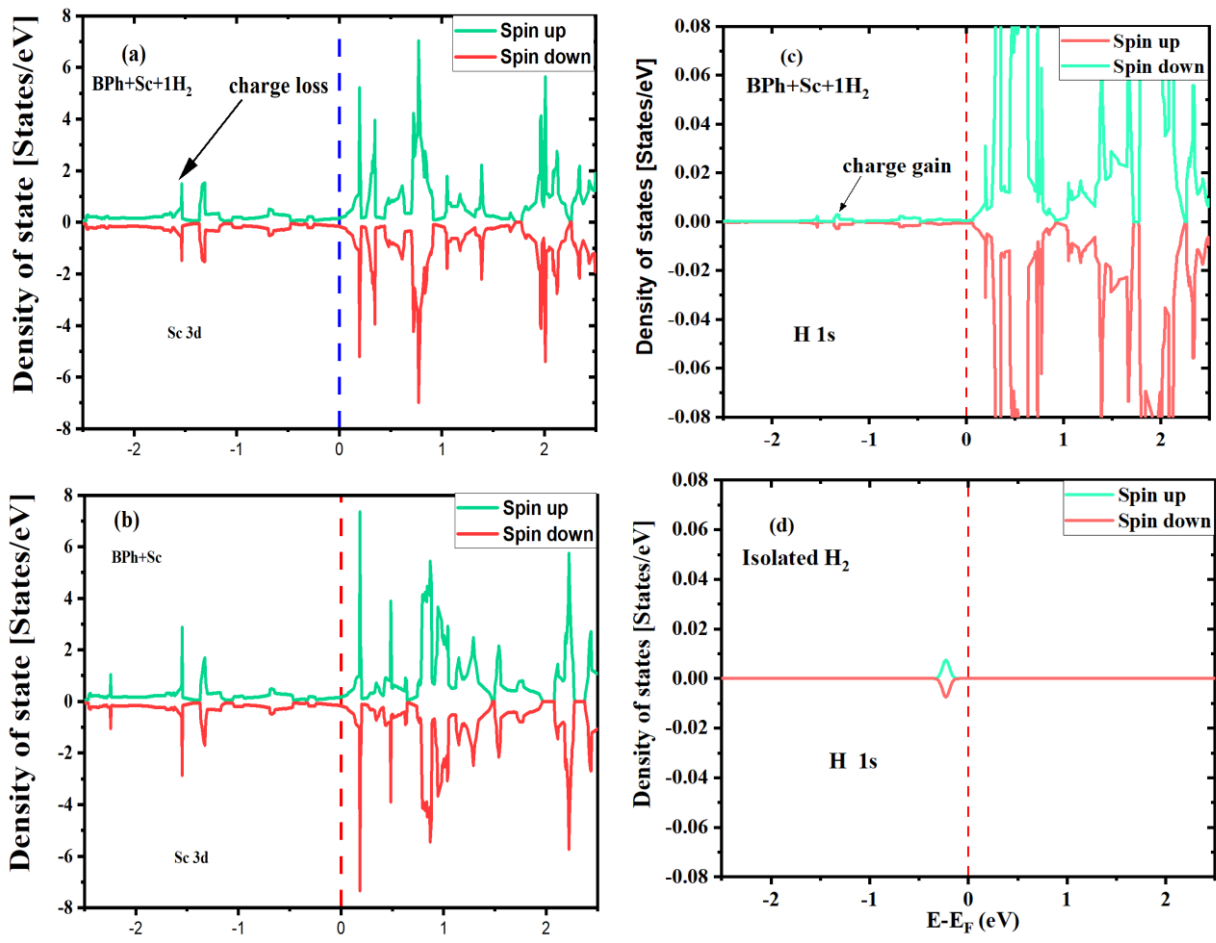 Density of state [States/eV]
8
6
4
2
0
-2
-4
-6
-8
(a)
BPh+Sc+1H₂
charge loss
Spin up
Spin down
Sc 3d
-2
-1
0
1
2
Density of states [States/eV]
0.08
0.06
0.04
0.02
0.00
-0.02
-0.04
-0.06
-0.08
(c)
BPh+Sc+1H₂
charge gain
Spin up
Spin down
H 1s
-2
-1
0
1
2
Density of state [States/eV]
8
6
4
2
0
-2
-4
-6
-8
(b)
BPh+Sc
Spin up
Spin down
Sc 3d
-2
-1
0
1
2
Density of states [States/eV]
0.08
0.06
0.04
0.02
0.00
-0.02
-0.04
-0.06
-0.08
(d)
Isolated H₂
Spin up
Spin down
H 1s
-2
-1
0
1
2
E-E_F (eV)